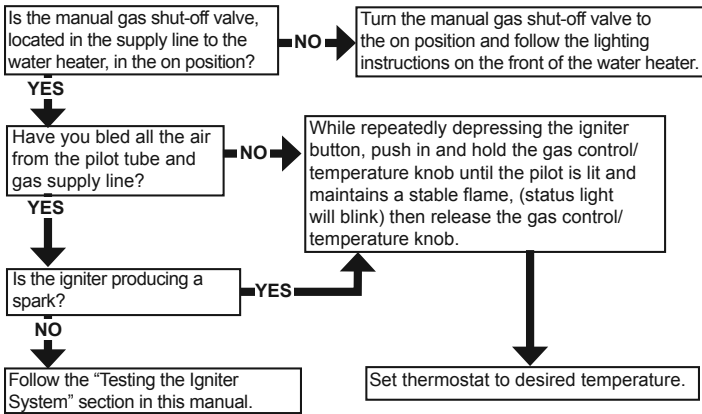 Is the manual gas shut-off valve,
located in the supply line to the
water heater, in the on position?
NO
Turn the manual gas shut-off valve to
the on position and follow the lighting
instructions on the front of the water heater.
YES
Have you bled all the air
from the pilot tube and
gas supply line?
NO
While repeatedly depressing the igniter
button, push in and hold the gas control/
temperature knob until the pilot is lit and
maintains a stable flame, (status light
will blink) then release the gas control/
temperature knob.
YES
Is the igniter producing a
spark?
YES
NO
Follow the “Testing the Igniter
System” section in this manual.
Set thermostat to desired temperature.